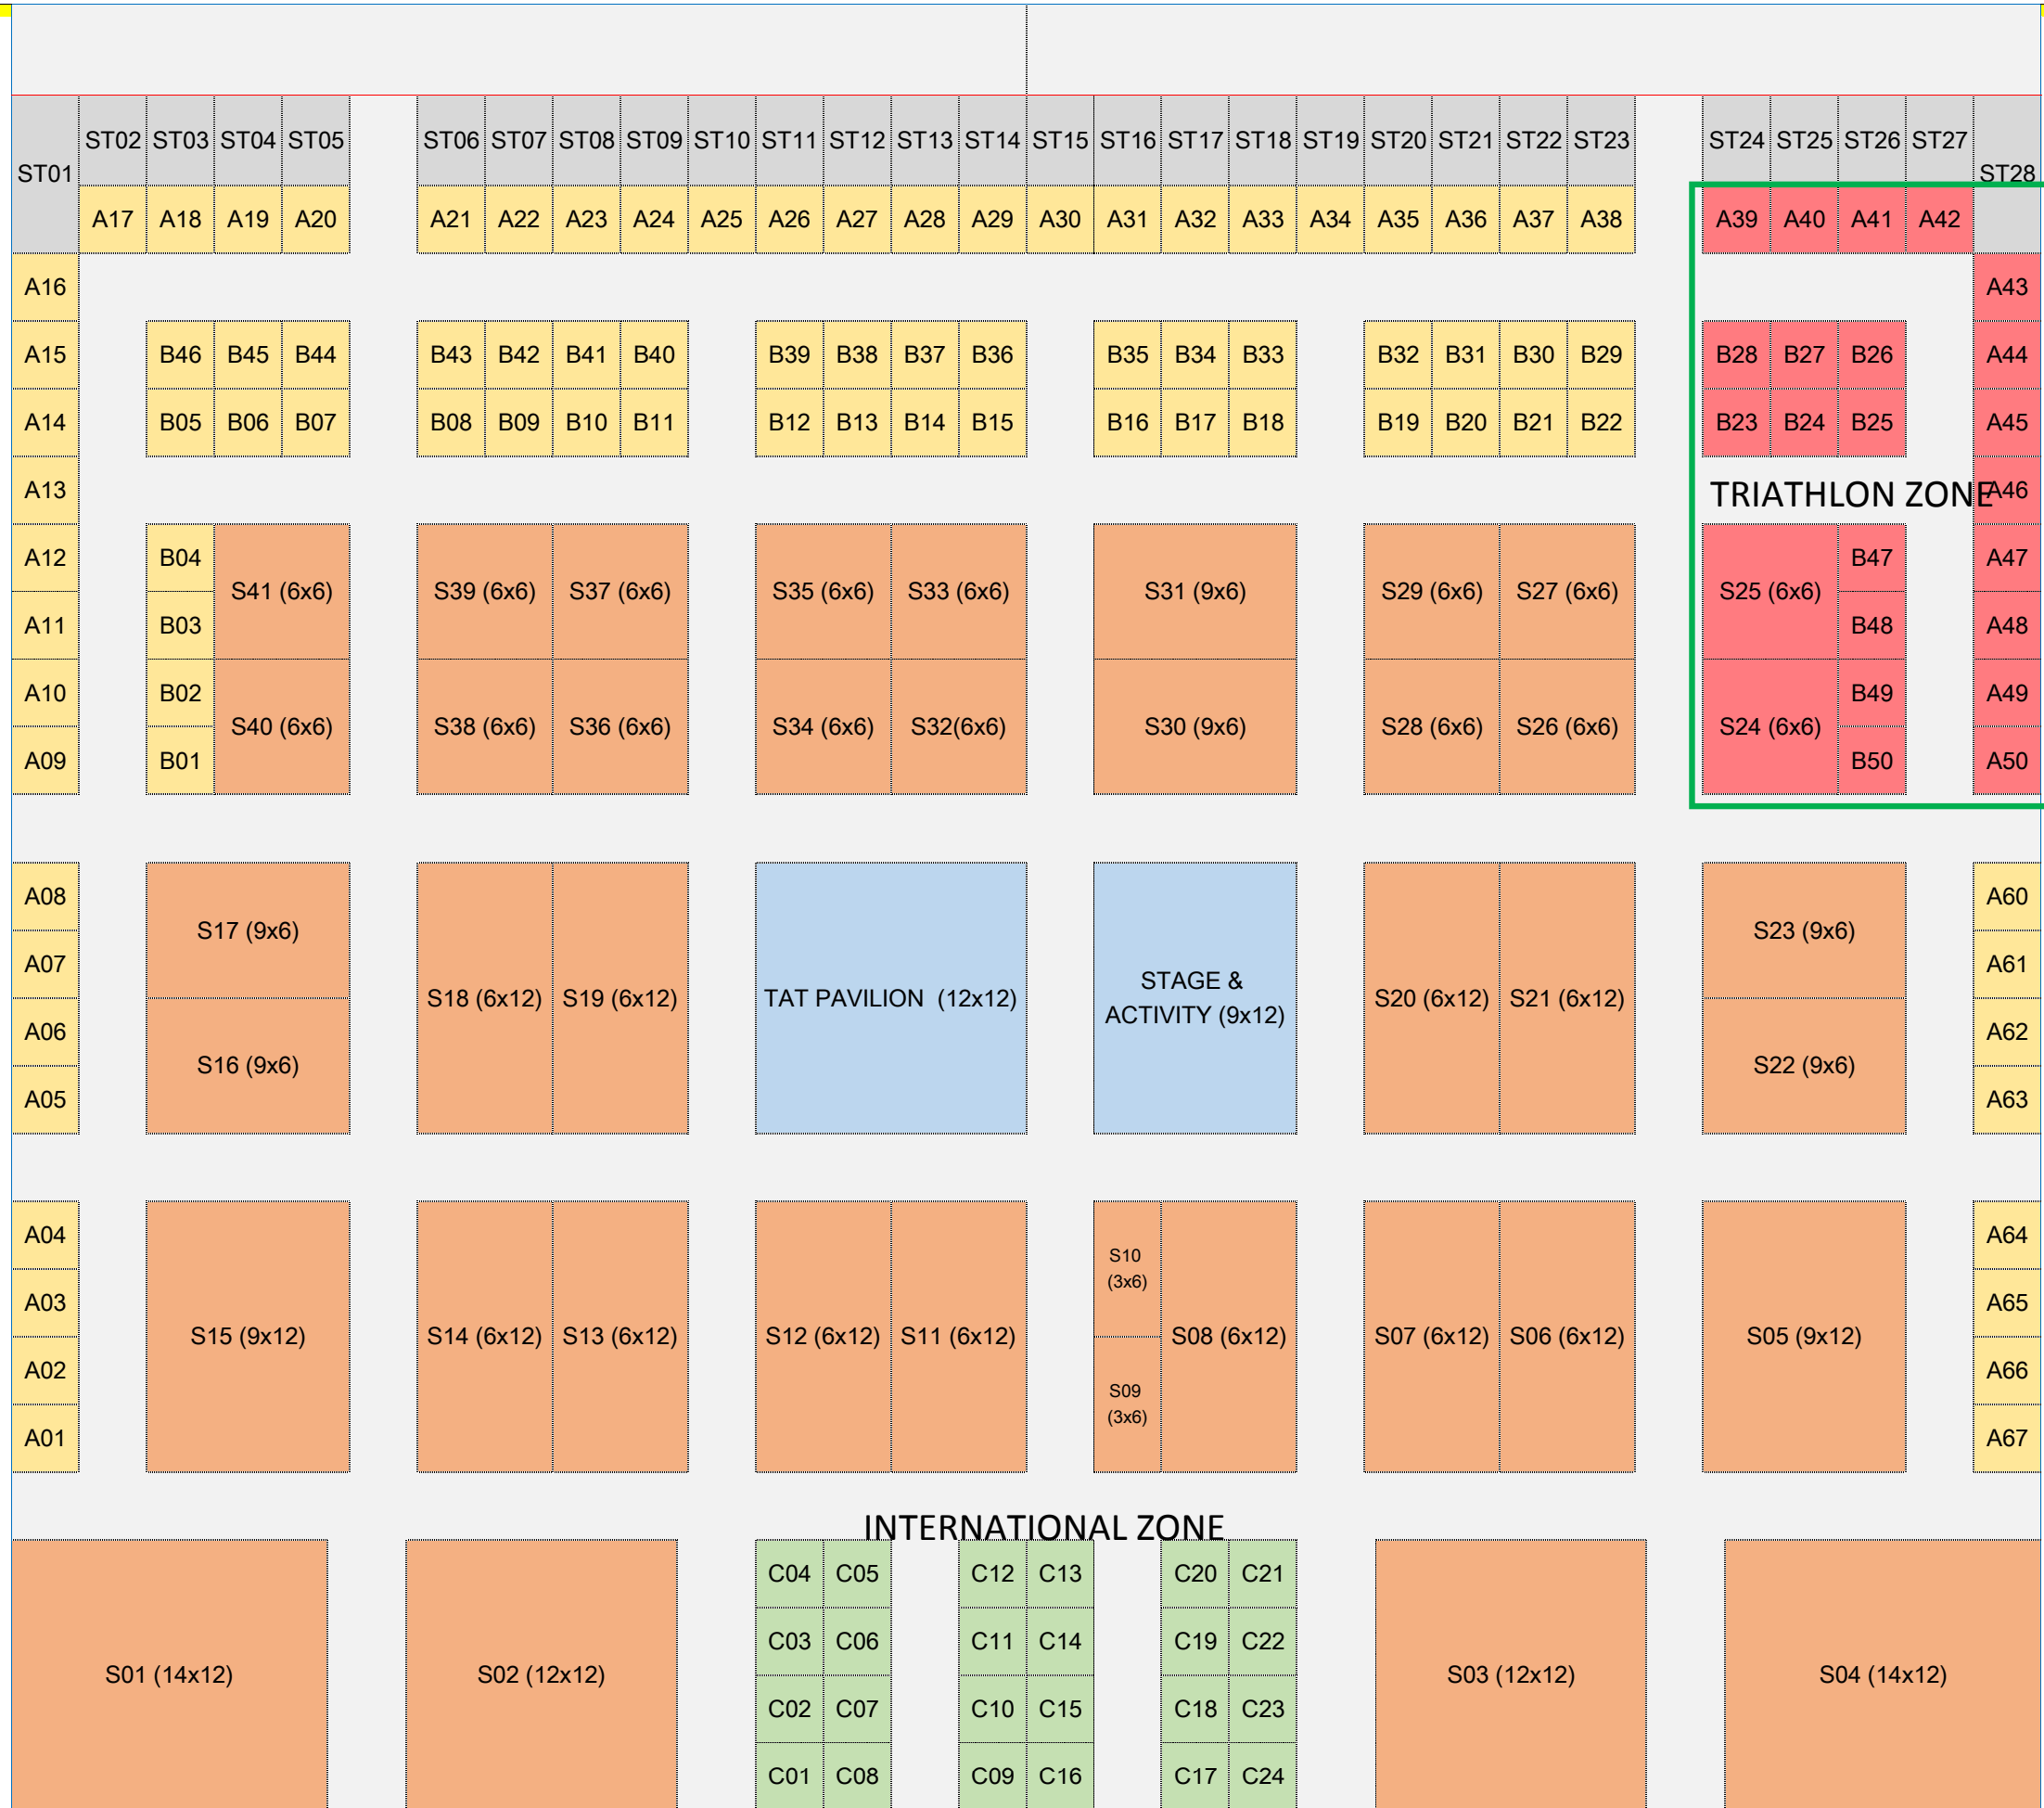 ST01 ST02 ST03 ST04 ST05 ST06 ST07 ST08 ST09 ST10 ST11 ST12 ST13 ST14 ST15 ST16 ST17 ST18 ST19 ST20 ST21 ST22 ST23 ST24 ST25 ST26 ST27 ST28
A17 A18 A19 A20 A21 A22 A23 A24 A25 A26 A27 A28 A29 A30 A31 A32 A33 A34 A35 A36 A37 A38 A39 A40 A41 A42
A16 A43
A15 B46 B45 B44 B43 B42 B41 B40 B39 B38 B37 B36 B35 B34 B33 B32 B31 B30 B29 B28 B27 B26 A44
A14 B05 B06 B07 B08 B09 B10 B11 B12 B13 B14 B15 B16 B17 B18 B19 B20 B21 B22 B23 B24 B25 A45
A13 TRIATHLON ZONE A46
A12 B04 B47 A47
S41 (6x6) S39 (6x6) S37 (6x6) S35 (6x6) S33 (6x6) S31 (9x6) S29 (6x6) S27 (6x6) S25 (6x6)
A11 B03 B48 A48
A10 B02 B49 A49
S40 (6x6) S38 (6x6) S36 (6x6) S34 (6x6) S32(6x6) S30 (9x6) S28 (6x6) S26 (6x6) S24 (6x6)
A09 B01 B50 A50
A08 A60
S17 (9x6) S23 (9x6)
A07 A61
S18 (6x12) S19 (6x12) TAT PAVILION (12x12) STAGE &
ACTIVITY (9x12) S20 (6x12) S21 (6x12)
A06 A62
S16 (9x6) S22 (9x6)
A05 A63
A04 A64
S10
(3x6)
A03 A65
S15 (9x12) S14 (6x12) S13 (6x12) S12 (6x12) S11 (6x12) S08 (6x12) S07 (6x12) S06 (6x12) S05 (9x12)
A02 A66
S09
(3x6)
A01 A67
INTERNATIONAL ZONE
C04 C05 C12 C13 C20 C21
C03 C06 C11 C14 C19 C22
S01 (14x12) S02 (12x12) S03 (12x12) S04 (14x12)
C02 C07 C10 C15 C18 C23
C01 C08 C09 C16 C17 C24